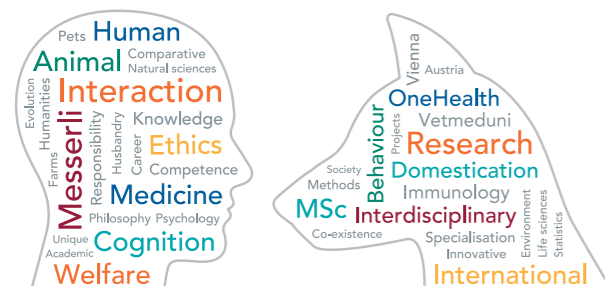 Pets Human
Animal Comparative
Natural sciences
Interaction
Evolution
Humanities
Farms
Messerli
Responsibility
Husbandry
Career
Knowledge
Ethics
Competence
Medicine
Philosophy Psychology
Unique
Academic
Cognition
Welfare
Vienna
Austria
OneHealth
Behaviour
Projects
Vetmeduni
Research
Society
Methods
Domestication
Immunology
MSc Interdisciplinary
Co-existence
Specialisation
Innovative
Environment
Life sciences
Statistics
International